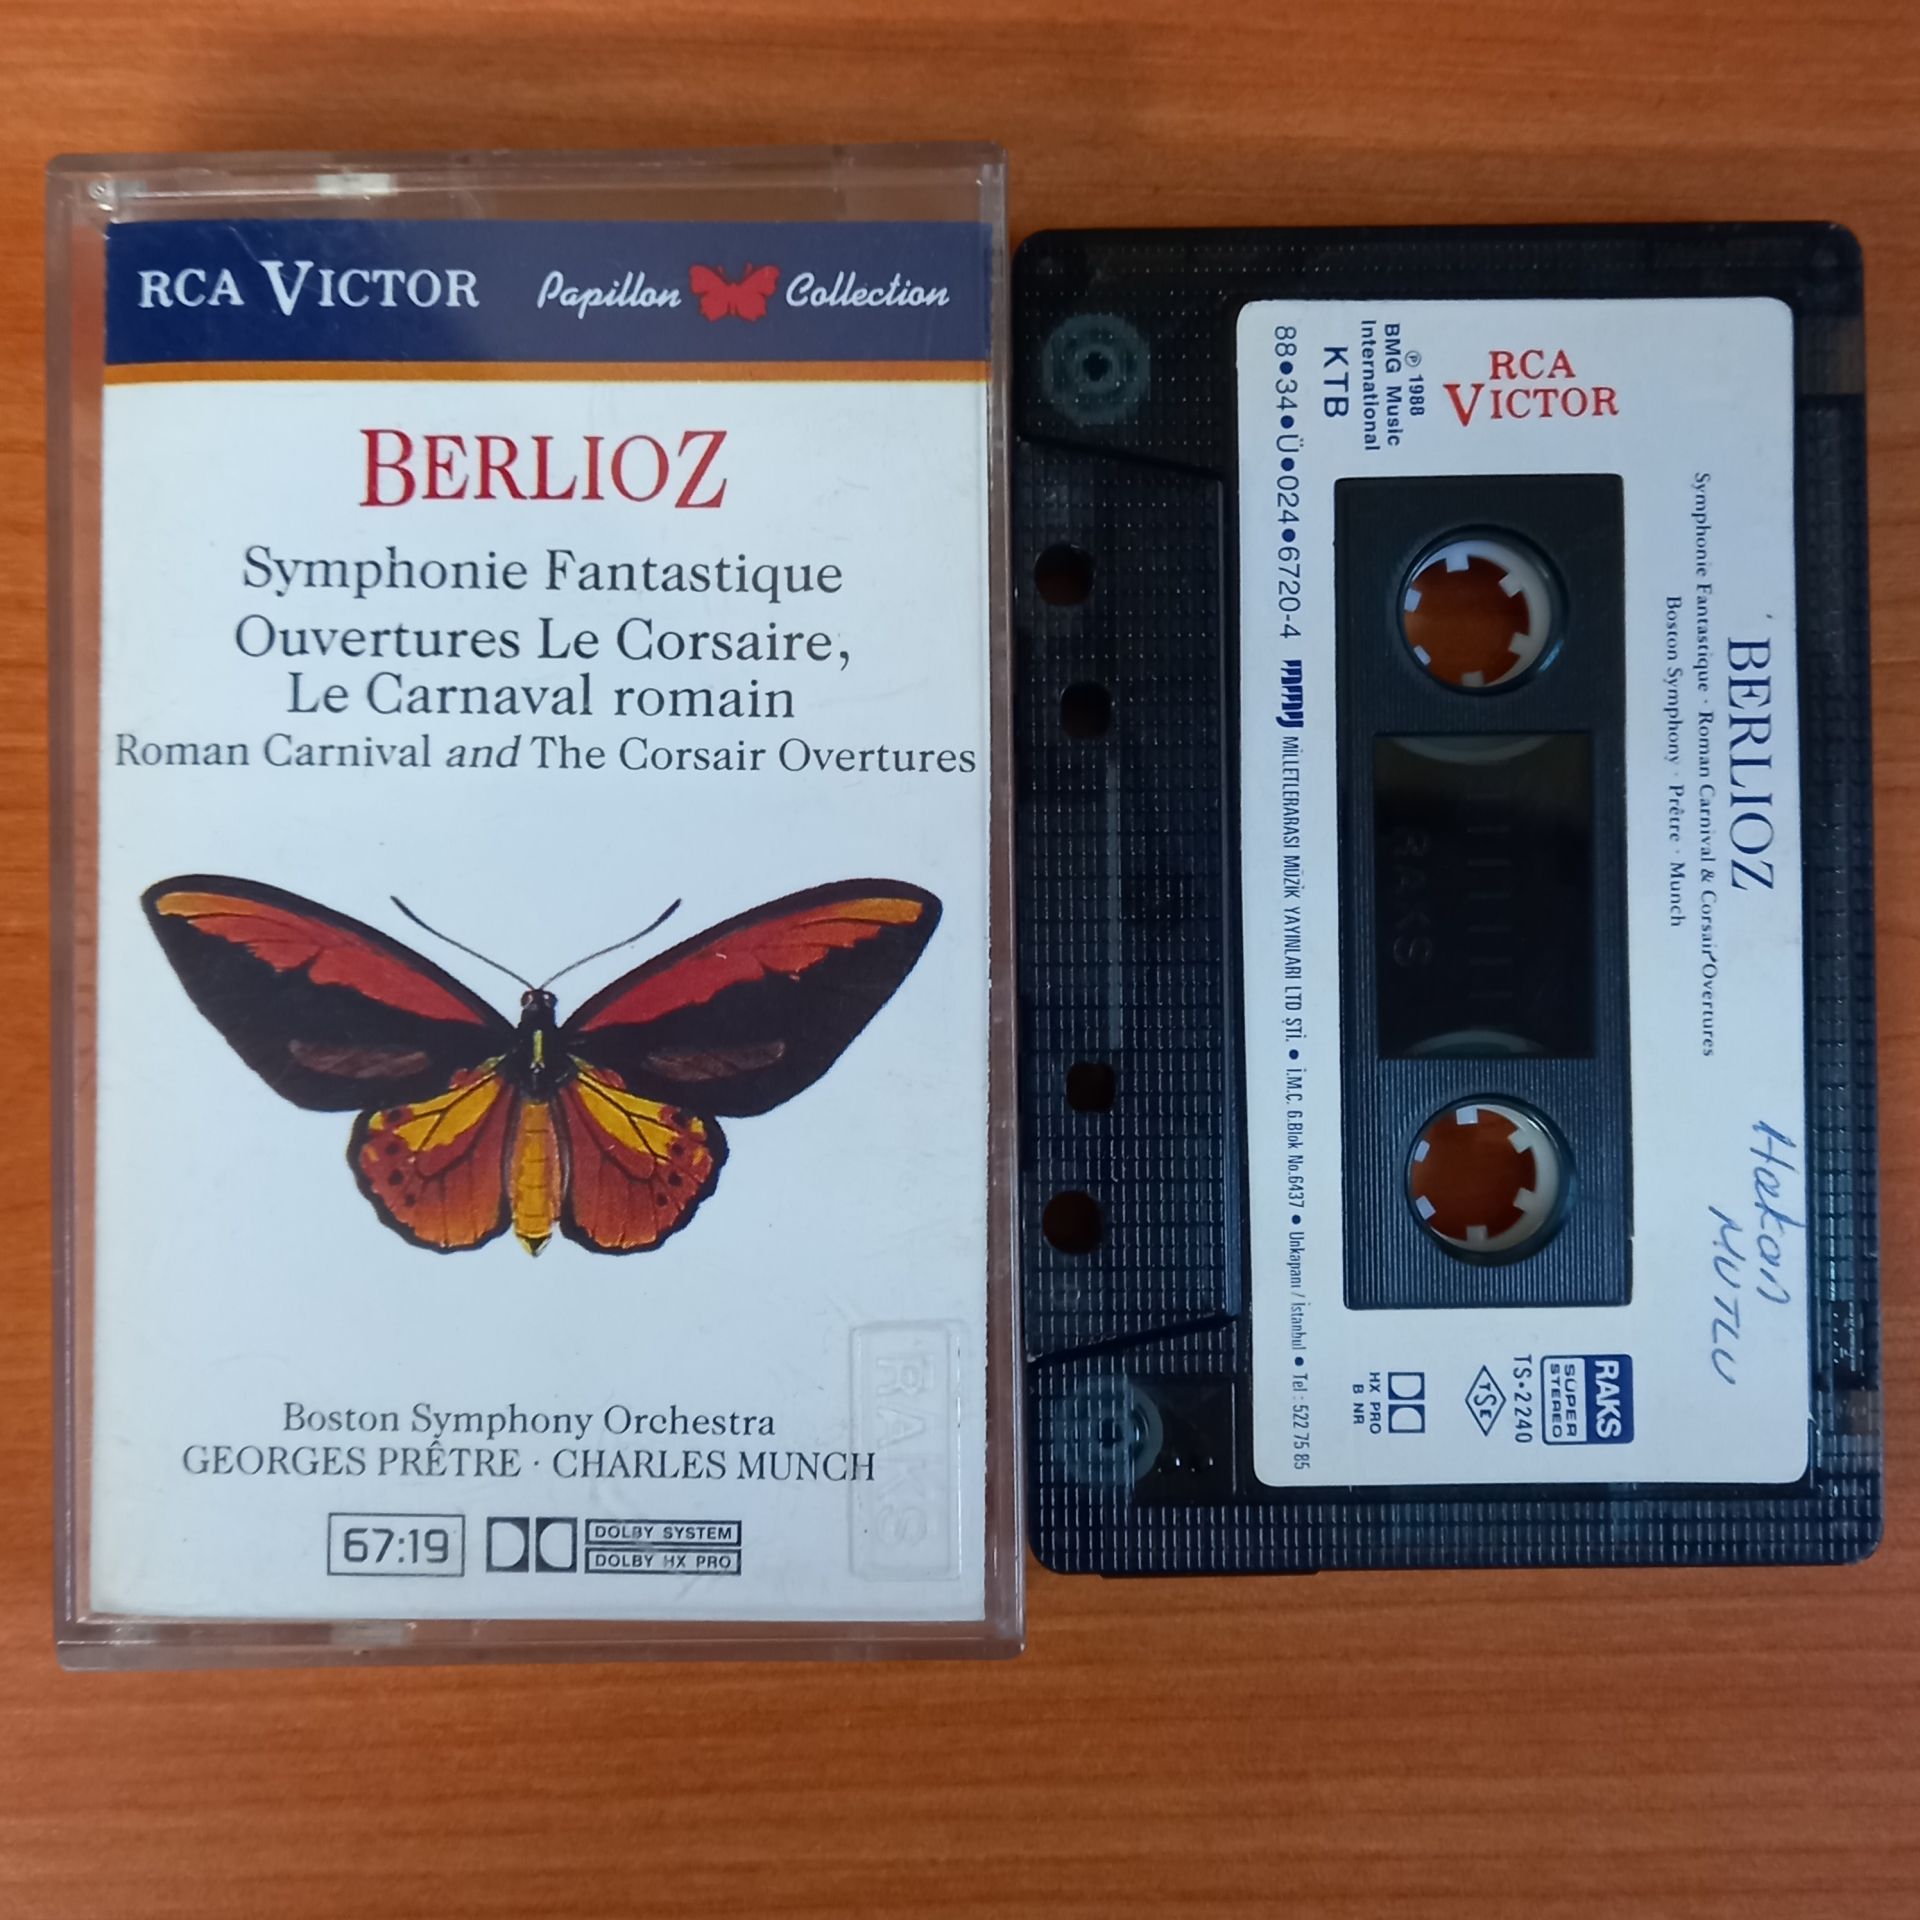 RCA VICTOR Papillon Collection
BERLIOZ
Symphonie Fantastique
Ouvertures Le Corsaire,
Le Carnaval romain
Roman Carnival and The Corsair Overtures
Boston Symphony Orchestra
GEORGES PRÊTRE · CHARLES MUNCH
67:19
DOLBY SYSTEM
DOLBY HX PRO
RAKS
RCA
VICTOR
℗ 1988
BMG Music
International
KTB
88•34•Ü•024•6720-4
MİLLETLERARASI MÜZİK YAYINLARI LTD ŞTİ. • İ.M.Ç. 6.Blok No.6437 • Unkapanı / İstanbul • Tel: 522 75 85
BERLIOZ
Symphonie Fantastique · Roman Carnival & Corsair Overtures
Boston Symphony · Prêtre · Munch
Hakan
MUTLU
RAKS
SUPER
STEREO
TS•2240
TSE
HX PRO
B NR
RAKS